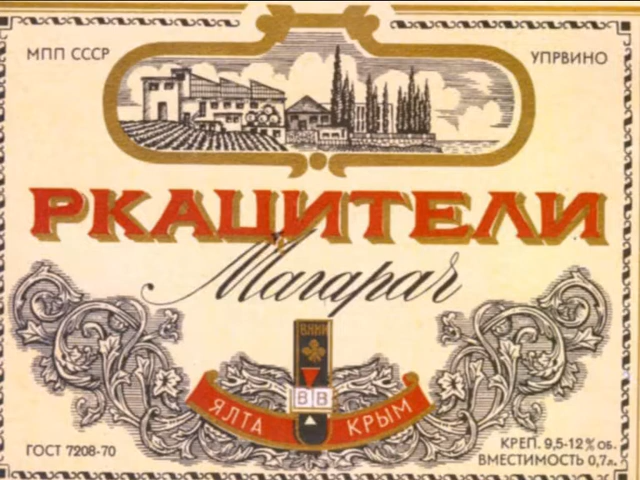 МПП СССР
УПРВИНО
РКАЦИТЕЛИ
Магарач
ВНИИ
ВВ
ЯЛТА КРЫМ
ГОСТ 7208-70
КРЕП. 9,5-12% ОБ.
ВМЕСТИМОСТЬ 0,7л.